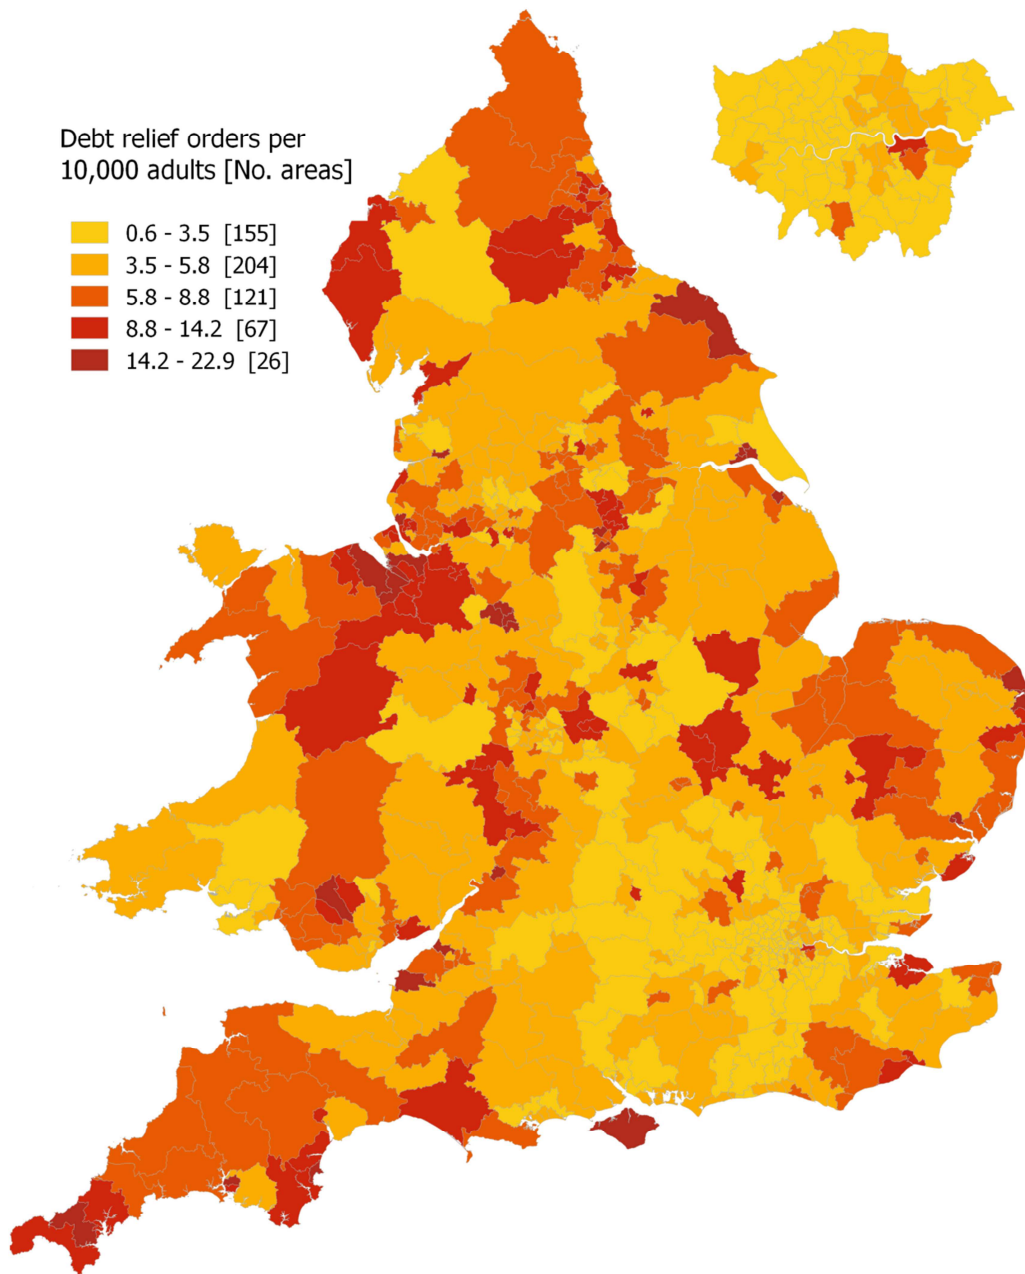 Debt relief orders per
10,000 adults [No. areas]
0.6 - 3.5 [155]
3.5 - 5.8 [204]
5.8 - 8.8 [121]
8.8 - 14.2 [67]
14.2 - 22.9 [26]